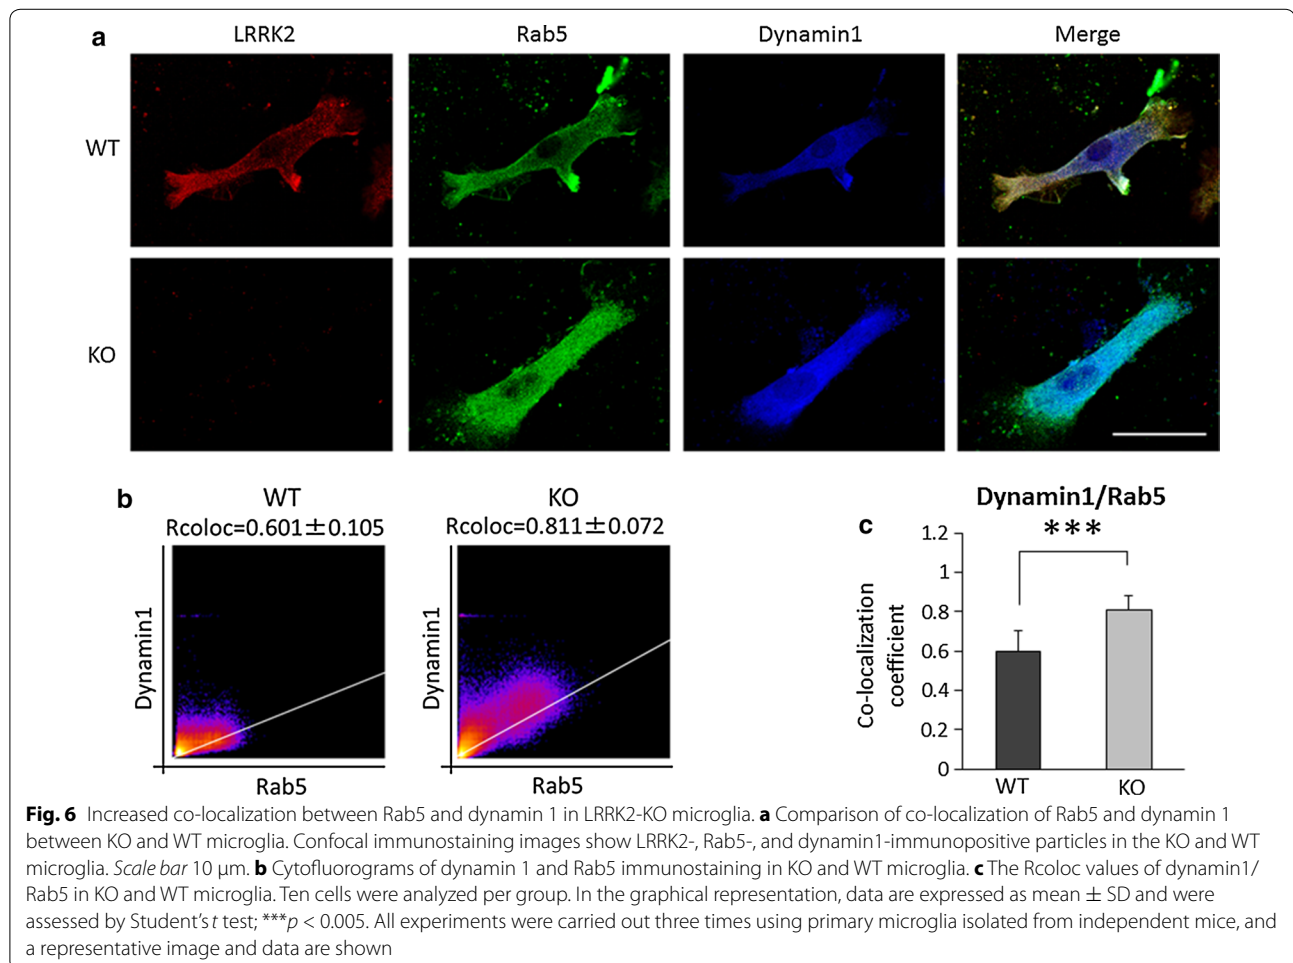 a
LRRK2 Rab5 Dynamin1 Merge
WT
KO
b
WT
Rcoloc=0.601±0.105
Dynamin1
Rab5
KO
Rcoloc=0.811±0.072
Dynamin1
Rab5
c
Dynamin1/Rab5
***
Co-localization
coefficient
1.2
1
0.8
0.6
0.4
0.2
0
WT KO
Fig. 6 Increased co-localization between Rab5 and dynamin 1 in LRRK2-KO microglia. a Comparison of co-localization of Rab5 and dynamin 1
between KO and WT microglia. Confocal immunostaining images show LRRK2-, Rab5-, and dynamin1-immunopositive particles in the KO and WT
microglia. Scale bar 10 μm. b Cytofluorograms of dynamin 1 and Rab5 immunostaining in KO and WT microglia. c The Rcoloc values of dynamin1/
Rab5 in KO and WT microglia. Ten cells were analyzed per group. In the graphical representation, data are expressed as mean ± SD and were
assessed by Student's t test; ***p < 0.005. All experiments were carried out three times using primary microglia isolated from independent mice, and
a representative image and data are shown